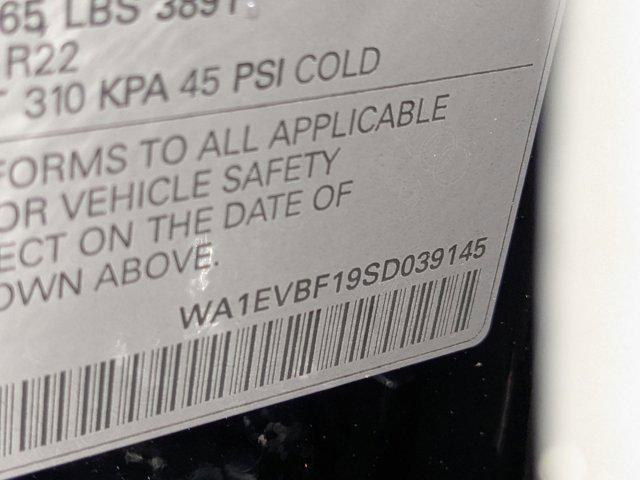 65, LBS 3891.
R22
310 KPA 45 PSI COLD
FORMS TO ALL APPLICABLE
OR VEHICLE SAFETY
ECT ON THE DATE OF
OWN ABOVE.
WA1EVBF19SD039145